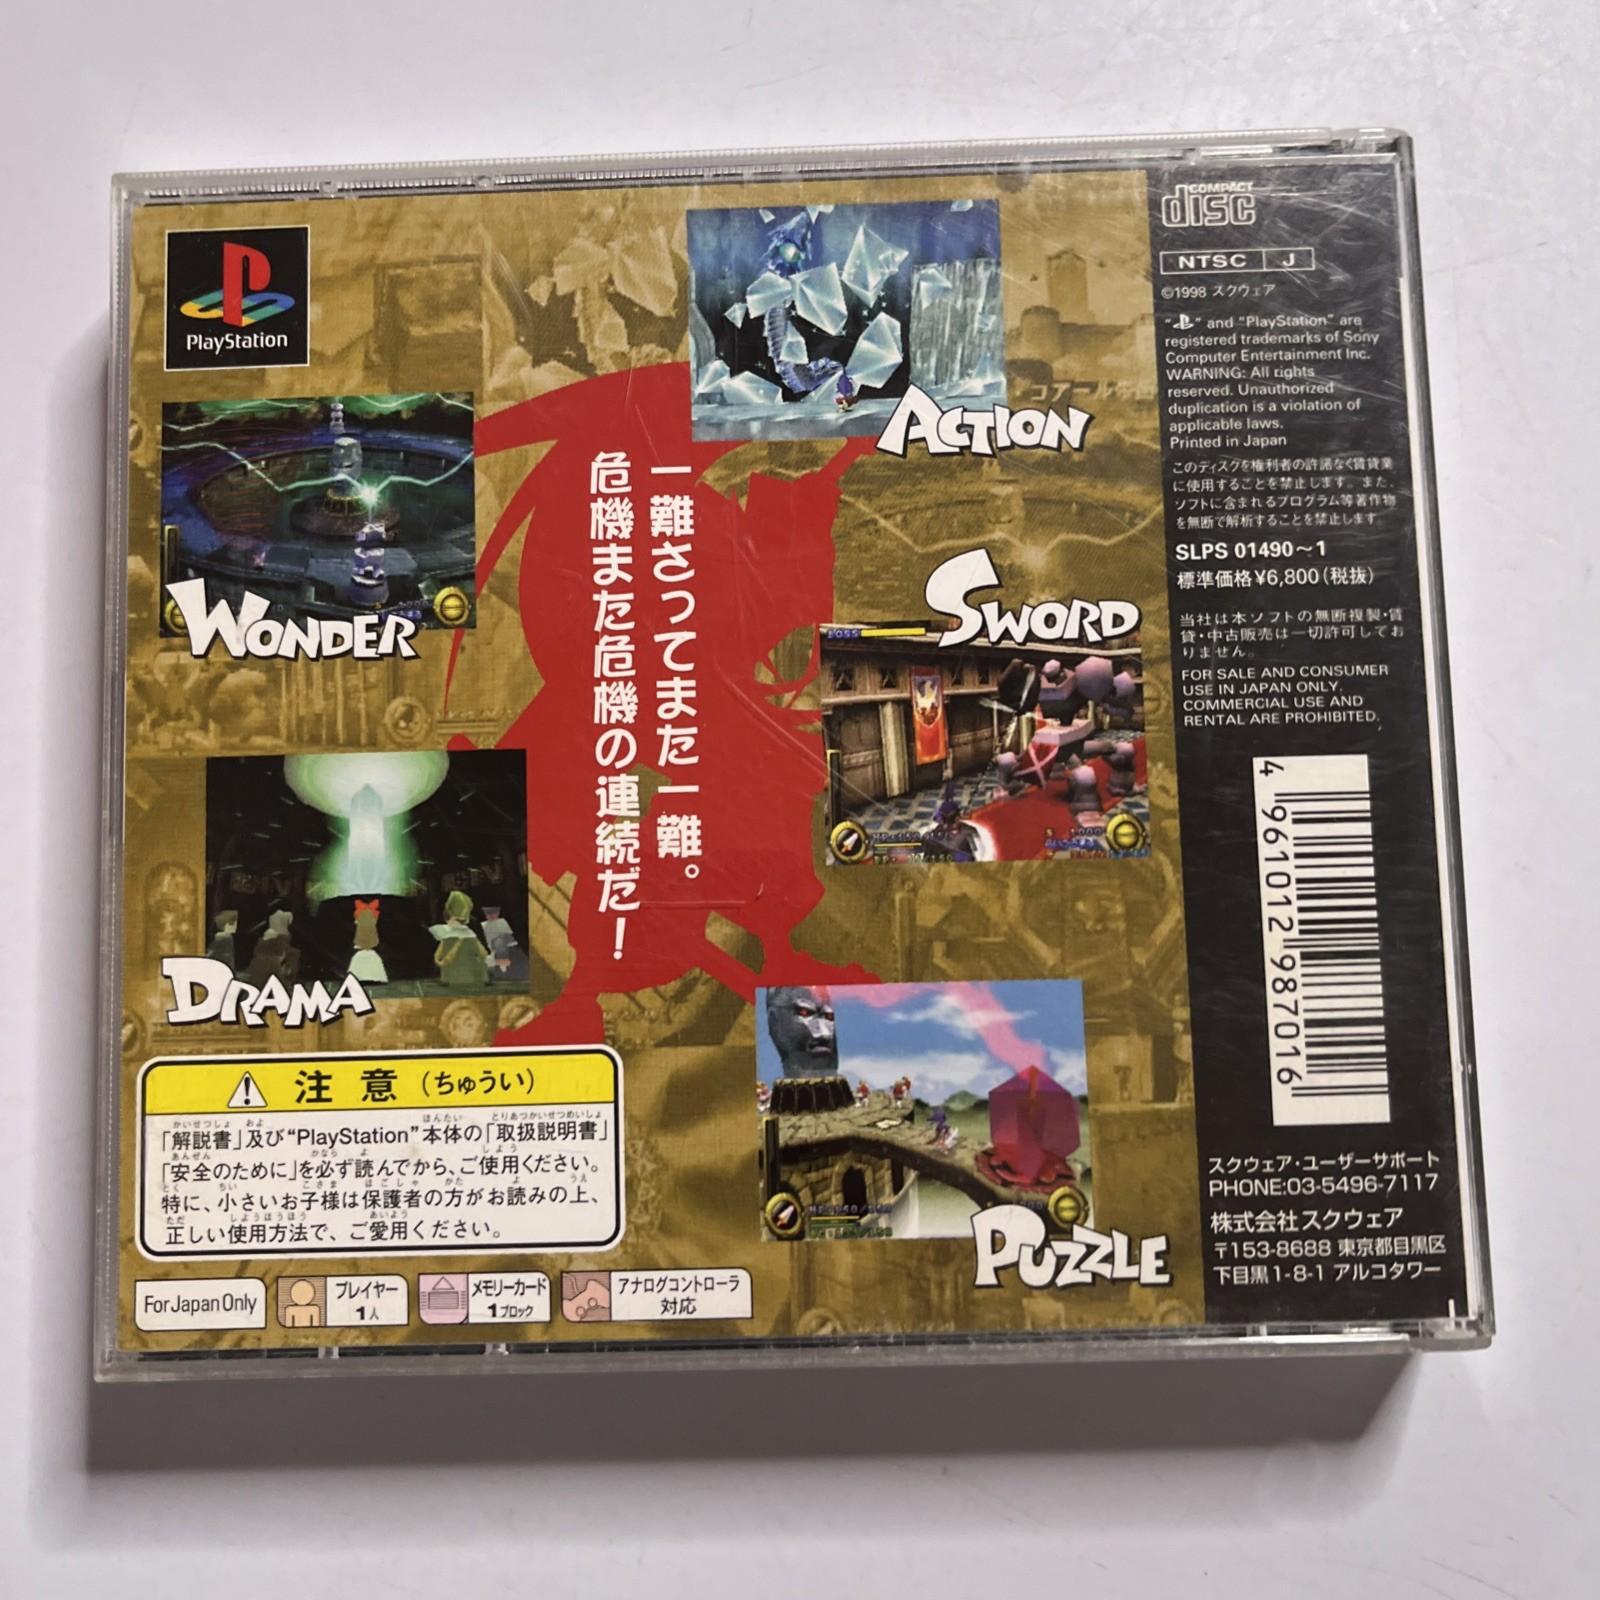 PlayStation
ACTION
WONDER
SWORD
DRAMA
PUZZLE
一難さってまた一難。
危機また危機の連続だ!
注意(ちゅうい)
「解説書」及び“PlayStation”本体の「取扱説明書」
「安全のために」を必ず読んでから、ご使用ください。
特に、小さいお子様は保護者の方がお読みの上、
正しい使用方法で、ご愛用ください。
For Japan Only
プレイヤー
1人
メモリーカード
1ブロック
アナログコントローラ
対応
COMPACT
disc
NTSC J
©1998 スクウェア
“ ” and “PlayStation” are
registered trademarks of Sony
Computer Entertainment Inc.
WARNING: All rights
reserved. Unauthorized
duplication is a violation of
applicable laws.
Printed in Japan
このディスクを権利者の許諾なく賃貸業
に使用することを禁止します。また、
ソフトに含まれるプログラム等著作物
を無断で解析することを禁止します
SLPS 01490~1
標準価格¥6,800(税抜)
当社は本ソフトの無断複製・賃
貸・中古販売は一切許可してお
りません。
FOR SALE AND CONSUMER
USE IN JAPAN ONLY.
COMMERCIAL USE AND
RENTAL ARE PROHIBITED.
4 961012 987016
スクウェア・ユーザーサポート
PHONE:03-5496-7117
株式会社スクウェア
〒153-8688 東京都目黒区
下目黒1-8-1 アルコタワー